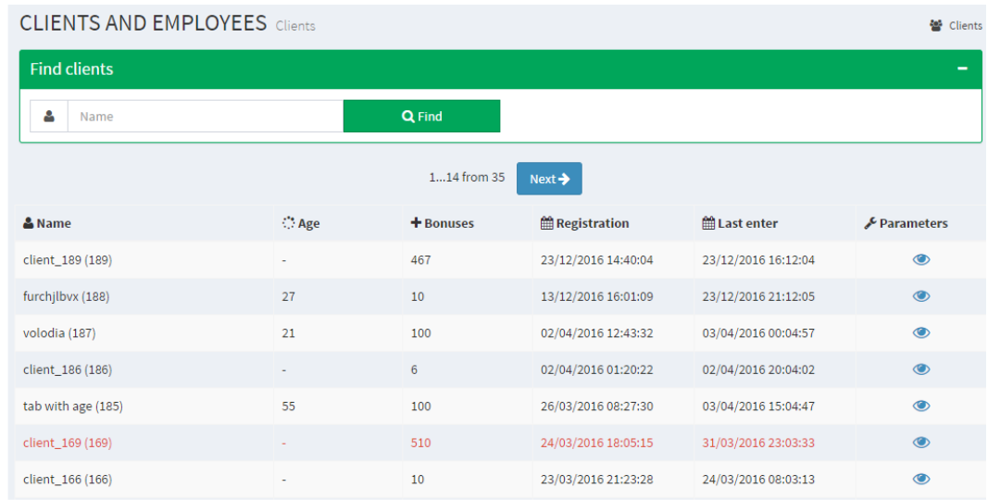 CLIENTS AND EMPLOYEES Clients Clients
Find clients
Name Find
1...14 from 35 Next
Name Age Bonuses Registration Last enter Parameters
client_189 (189) - 467 23/12/2016 14:40:04 23/12/2016 16:12:04
furchjlbvx (188) 27 10 13/12/2016 16:01:09 23/12/2016 21:12:05
volodia (187) 21 100 02/04/2016 12:43:32 03/04/2016 00:04:57
client_186 (186) - 6 02/04/2016 01:20:22 02/04/2016 20:04:02
tab with age (185) 55 100 26/03/2016 08:27:30 03/04/2016 15:04:47
client_169 (169) - 510 24/03/2016 18:05:15 31/03/2016 23:03:33
client_166 (166) - 10 23/03/2016 21:23:28 24/03/2016 08:03:13